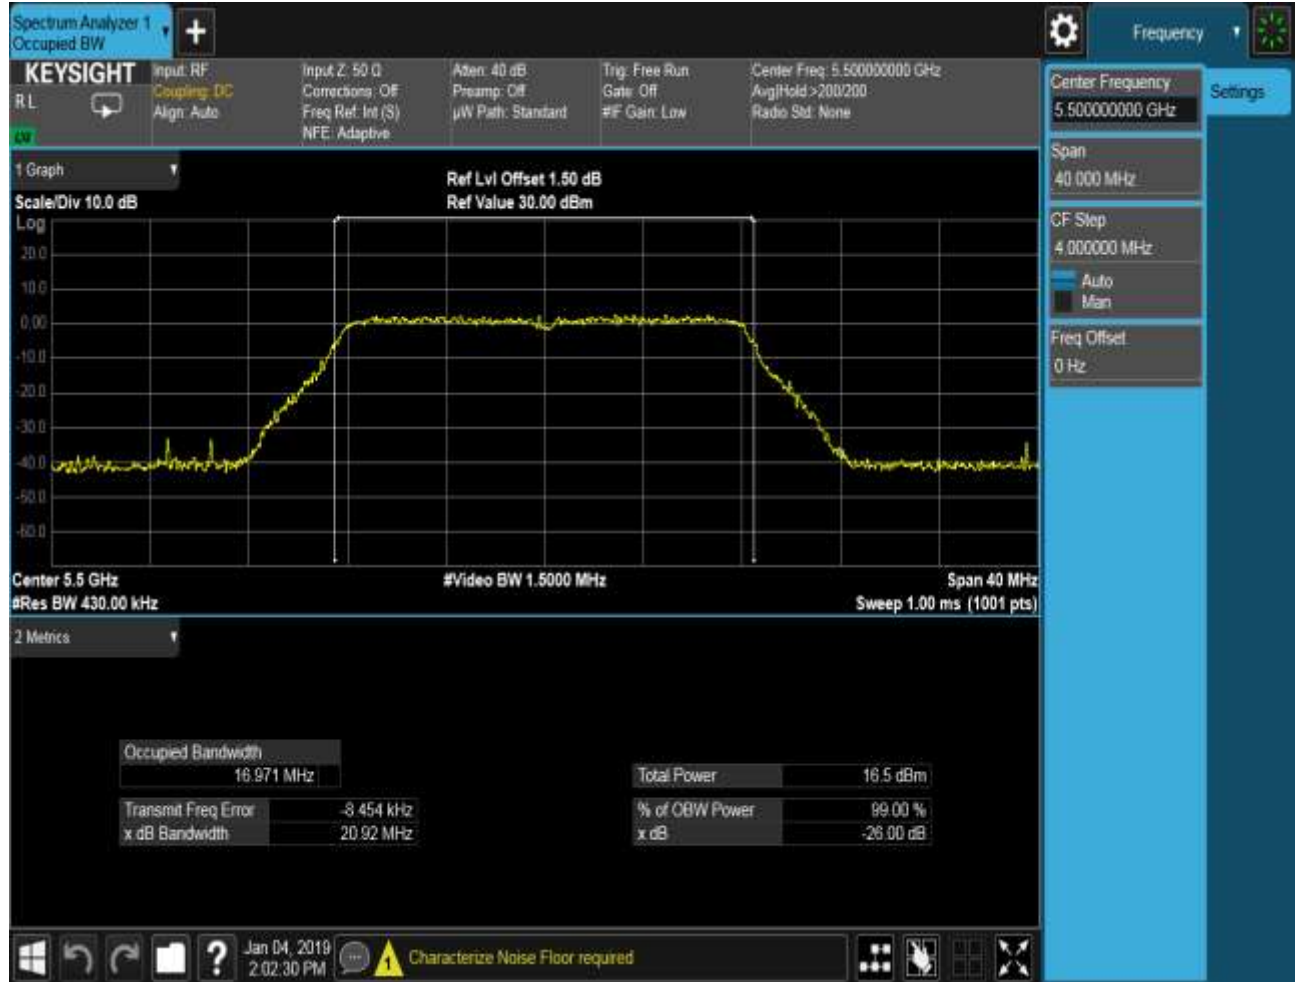 Spectrum Analyzer 1
Occupied BW
Frequency
KEYSIGHT
RL
Input: RF
Coupling: DC
Align: Auto
Input Z: 50 Ω
Corrections: Off
Freq Ref: Int (S)
NFE: Adaptive
Atten: 40 dB
Preamp: Off
µW Path: Standard
Trig: Free Run
Gate: Off
#IF Gain: Low
Center Freq: 5.500000000 GHz
Avg|Hold:>200/200
Radio Std: None
Center Frequency
5.500000000 GHz
Settings
Span
40.000 MHz
CF Step
4.000000 MHz
Auto
Man
Freq Offset
0 Hz
1 Graph
Scale/Div 10.0 dB
Ref Lvl Offset 1.50 dB
Ref Value 30.00 dBm
Log
20.0
10.0
0.00
-10.0
-20.0
-30.0
-40.0
-50.0
-60.0
Center 5.5 GHz
#Video BW 1.5000 MHz
Span 40 MHz
#Res BW 430.00 kHz
Sweep 1.00 ms (1001 pts)
2 Metrics
Occupied Bandwidth
16.971 MHz
Total Power 16.5 dBm
Transmit Freq Error -8.454 kHz
% of OBW Power 99.00 %
x dB Bandwidth 20.92 MHz
x dB -26.00 dB
Jan 04, 2019
2:02:30 PM
1
Characterize Noise Floor required